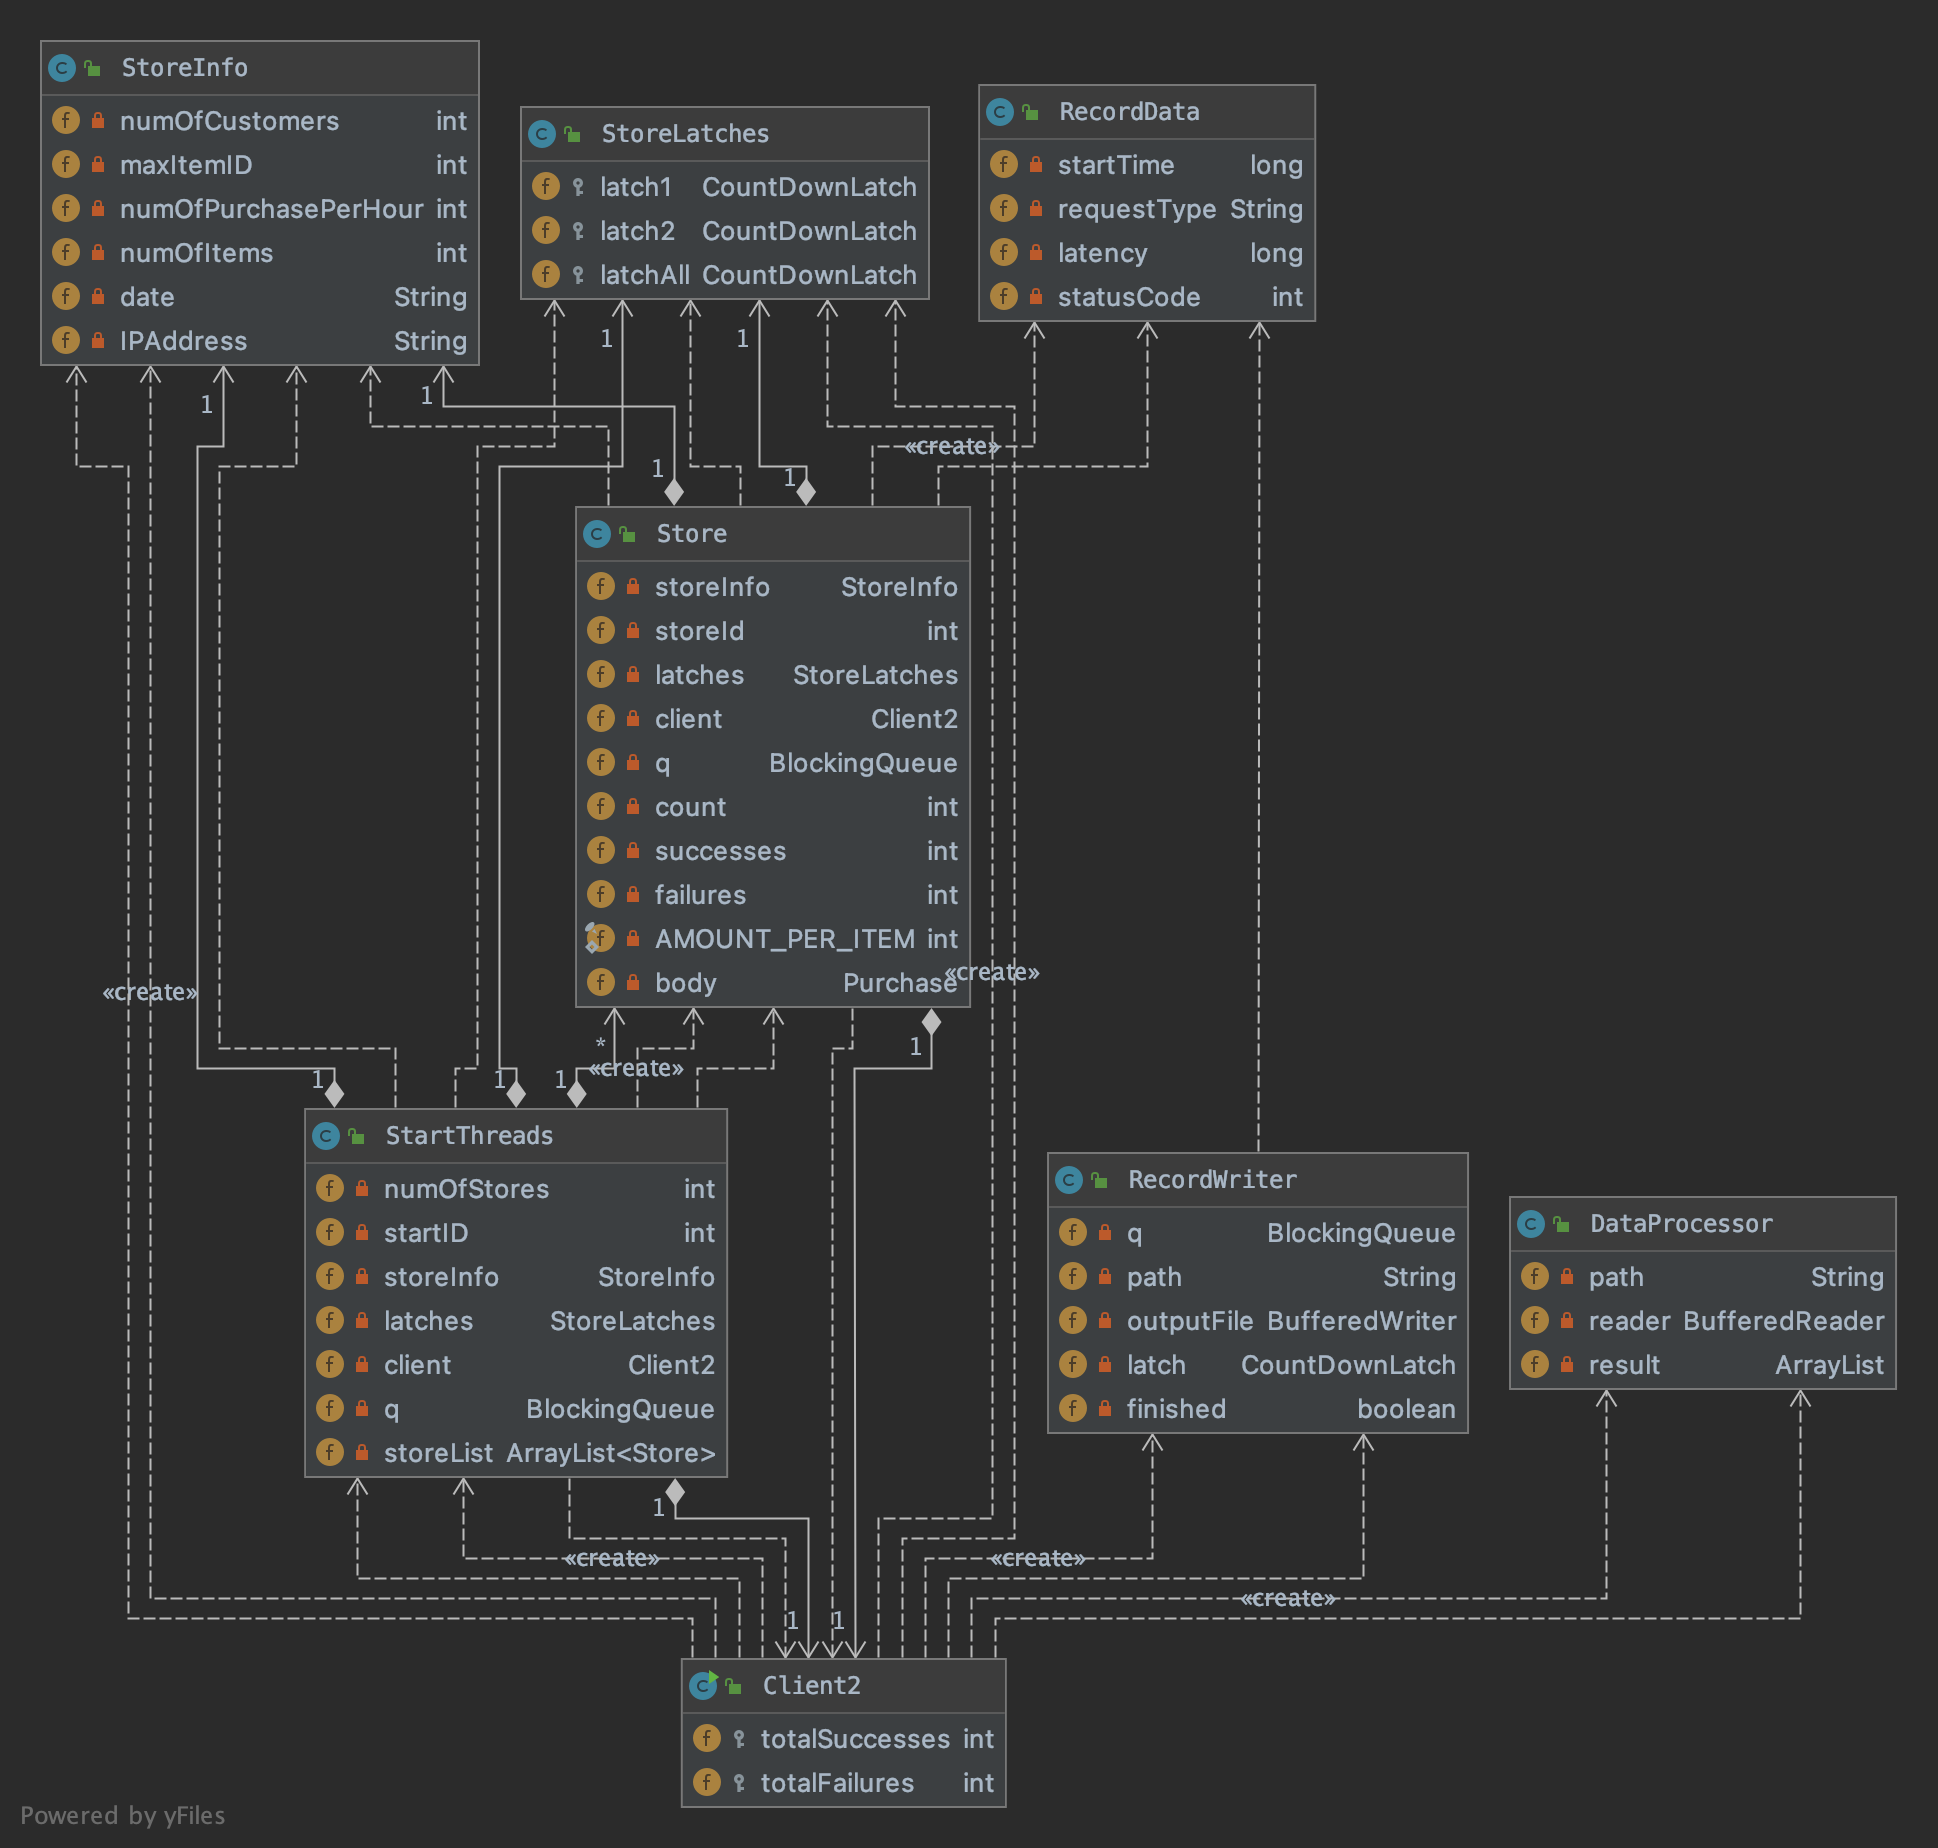 StoreInfo
numOfCustomers int
maxItemID int
numOfPurchasePerHour int
numOfItems int
date String
IPAddress String
StoreLatches
latch1 CountDownLatch
latch2 CountDownLatch
latchAll CountDownLatch
RecordData
startTime long
requestType String
latency long
statusCode int
1
1
1
1
«create»
1
1
Store
storeInfo StoreInfo
storeId int
latches StoreLatches
client Client2
q BlockingQueue
count int
successes int
failures int
AMOUNT_PER_ITEM int
body Purchase
«create»
«create»
*
1
«create»
1
1
1
StartThreads
numOfStores int
startID int
storeInfo StoreInfo
latches StoreLatches
client Client2
q BlockingQueue
storeList ArrayList<Store>
RecordWriter
q BlockingQueue
path String
outputFile BufferedWriter
latch CountDownLatch
finished boolean
DataProcessor
path String
reader BufferedReader
result ArrayList
1
«create»
«create»
«create»
1
1
Client2
totalSuccesses int
totalFailures int
Powered by yFiles